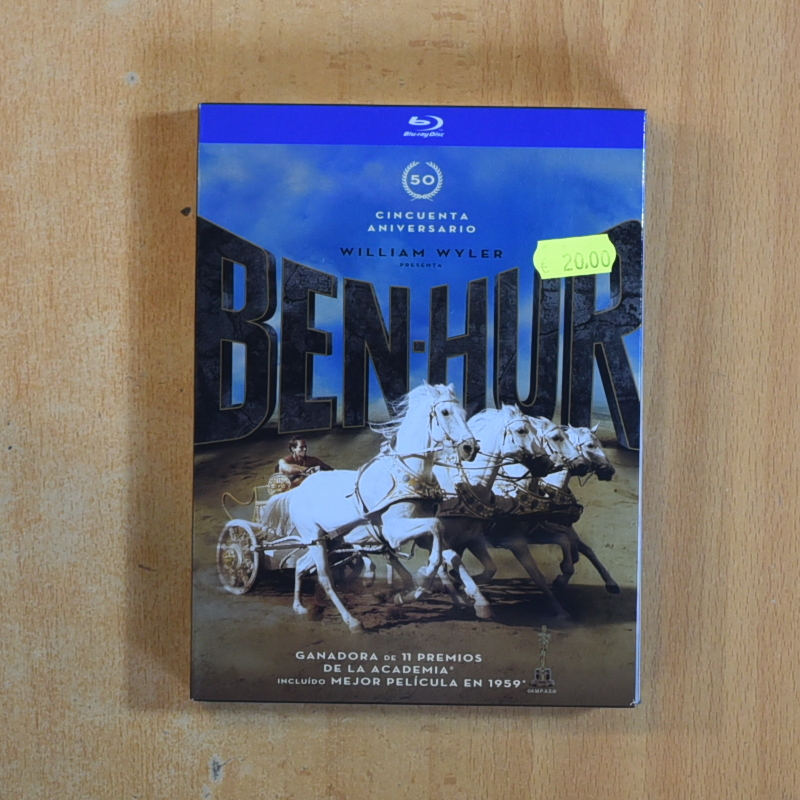 Blu-ray Disc
50
CINCUENTA
ANIVERSARIO
WILLIAM WYLER
PRESENTA
€ 20,00
BEN-HUR
GANADORA DE 11 PREMIOS
DE LA ACADEMIA*
INCLUÍDO MEJOR PELÍCULA EN 1959*
©AMPAS®